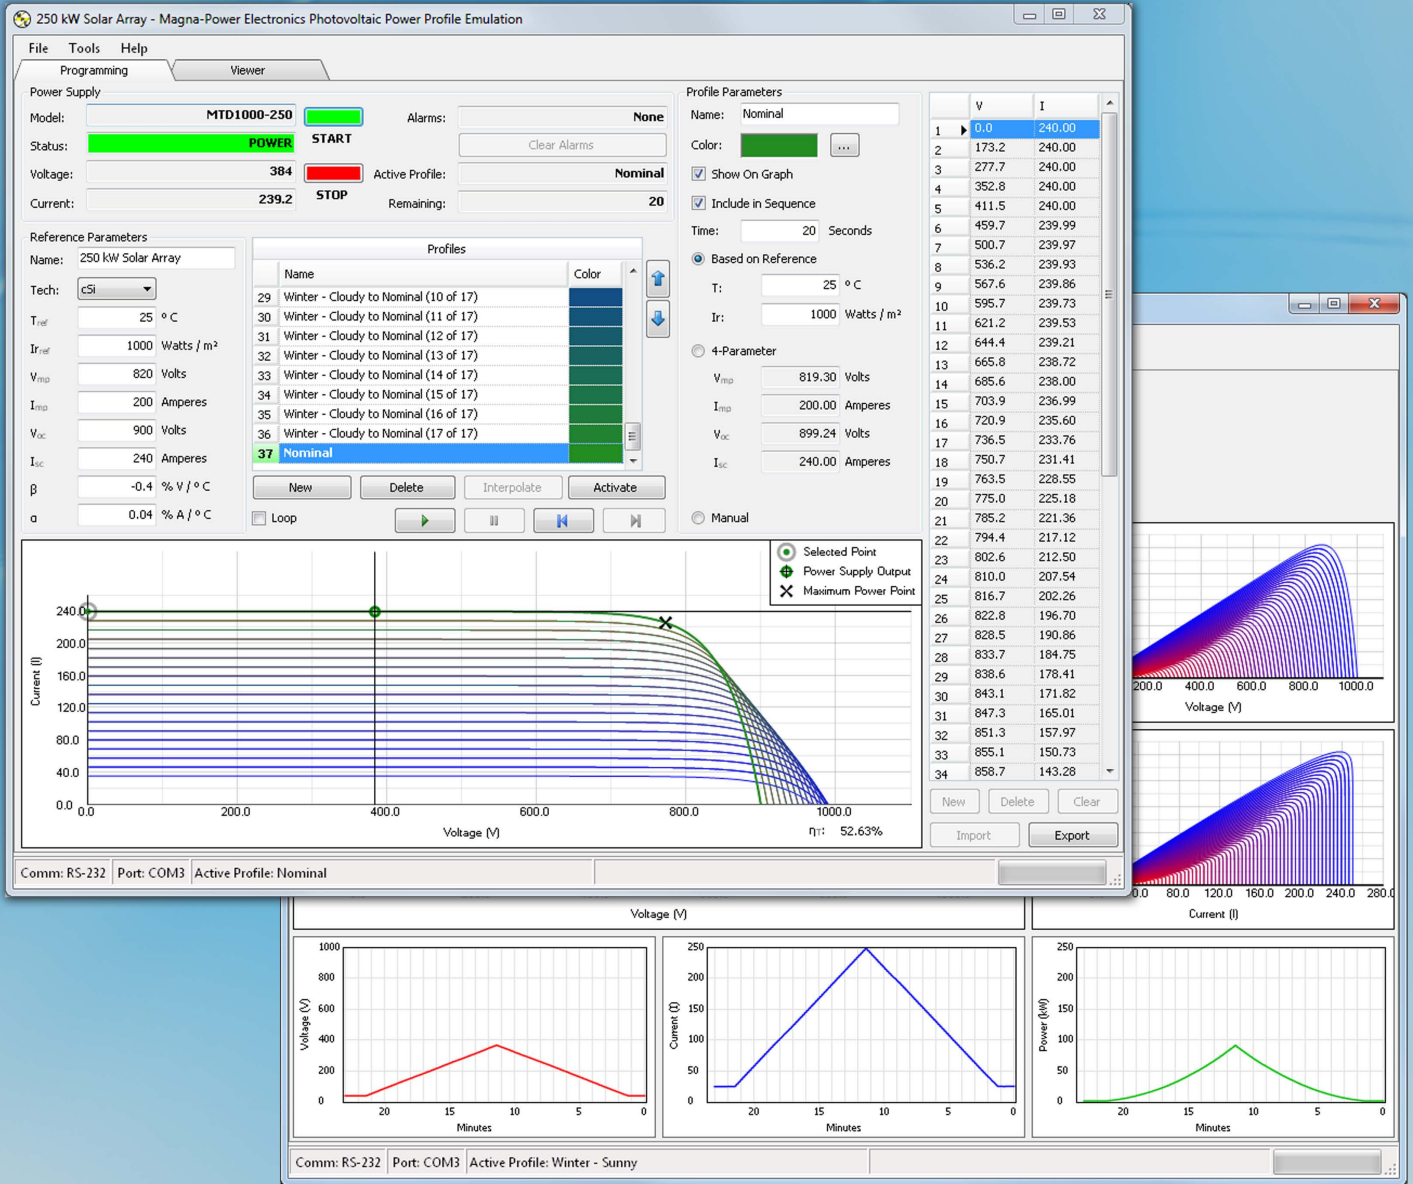 250 kW Solar Array - Magna-Power Electronics Photovoltaic Power Profile Emulation
File Tools Help
Programming Viewer
Power Supply
Model: MTD1000-250
START
Status: POWER
Voltage: 384
STOP
Current: 239.2
Alarms: None
Clear Alarms
Active Profile: Nominal
Remaining: 20
Reference Parameters
Name: 250 kW Solar Array
Tech: cSi
Tref 25 º C
Irref 1000 Watts / m²
Vmp 820 Volts
Imp 200 Amperes
Voc 900 Volts
Isc 240 Amperes
β -0.4 % V / º C
α 0.04 % A / º C
Profiles
Name Color
29 Winter - Cloudy to Nominal (10 of 17)
30 Winter - Cloudy to Nominal (11 of 17)
31 Winter - Cloudy to Nominal (12 of 17)
32 Winter - Cloudy to Nominal (13 of 17)
33 Winter - Cloudy to Nominal (14 of 17)
34 Winter - Cloudy to Nominal (15 of 17)
35 Winter - Cloudy to Nominal (16 of 17)
36 Winter - Cloudy to Nominal (17 of 17)
37 Nominal
New Delete Interpolate Activate
Loop
Profile Parameters
Name: Nominal
Color: ...
Show On Graph
Include in Sequence
Time: 20 Seconds
Based on Reference
T: 25 º C
Ir: 1000 Watts / m²
4-Parameter
Vmp 819.30 Volts
Imp 200.00 Amperes
Voc 899.24 Volts
Isc 240.00 Amperes
Manual
V I
1 0.0 240.00
2 173.2 240.00
3 277.7 240.00
4 352.8 240.00
5 411.5 240.00
6 459.7 239.99
7 500.7 239.97
8 536.2 239.93
9 567.6 239.86
10 595.7 239.73
11 621.2 239.53
12 644.4 239.21
13 665.8 238.72
14 685.6 238.00
15 703.9 236.99
16 720.9 235.60
17 736.5 233.76
18 750.7 231.41
19 763.5 228.55
20 775.0 225.18
21 785.2 221.36
22 794.4 217.12
23 802.6 212.50
24 810.0 207.54
25 816.7 202.26
26 822.8 196.70
27 828.5 190.86
28 833.7 184.75
29 838.6 178.41
30 843.1 171.82
31 847.3 165.01
32 851.3 157.97
33 855.1 150.73
34 858.7 143.28
New Delete Clear
Import Export
Selected Point
Power Supply Output
Maximum Power Point
Current (I)
240.0
200.0
160.0
120.0
80.0
40.0
0.0
0.0 200.0 400.0 600.0 800.0 1000.0
Voltage (V)
ηT: 52.63%
Comm: RS-232 Port: COM3 Active Profile: Nominal
200.0 400.0 600.0 800.0 1000.0
Voltage (V)
80.0 120.0 160.0 200.0 240.0 280.0
Current (I)
Voltage (V)
Voltage (V)
1000
800
600
400
200
0
20 15 10 5 0
Minutes
Current (I)
250
200
150
100
50
0
20 15 10 5 0
Minutes
Power (kW)
250
200
150
100
50
0
20 15 10 5 0
Minutes
Comm: RS-232 Port: COM3 Active Profile: Winter - Sunny